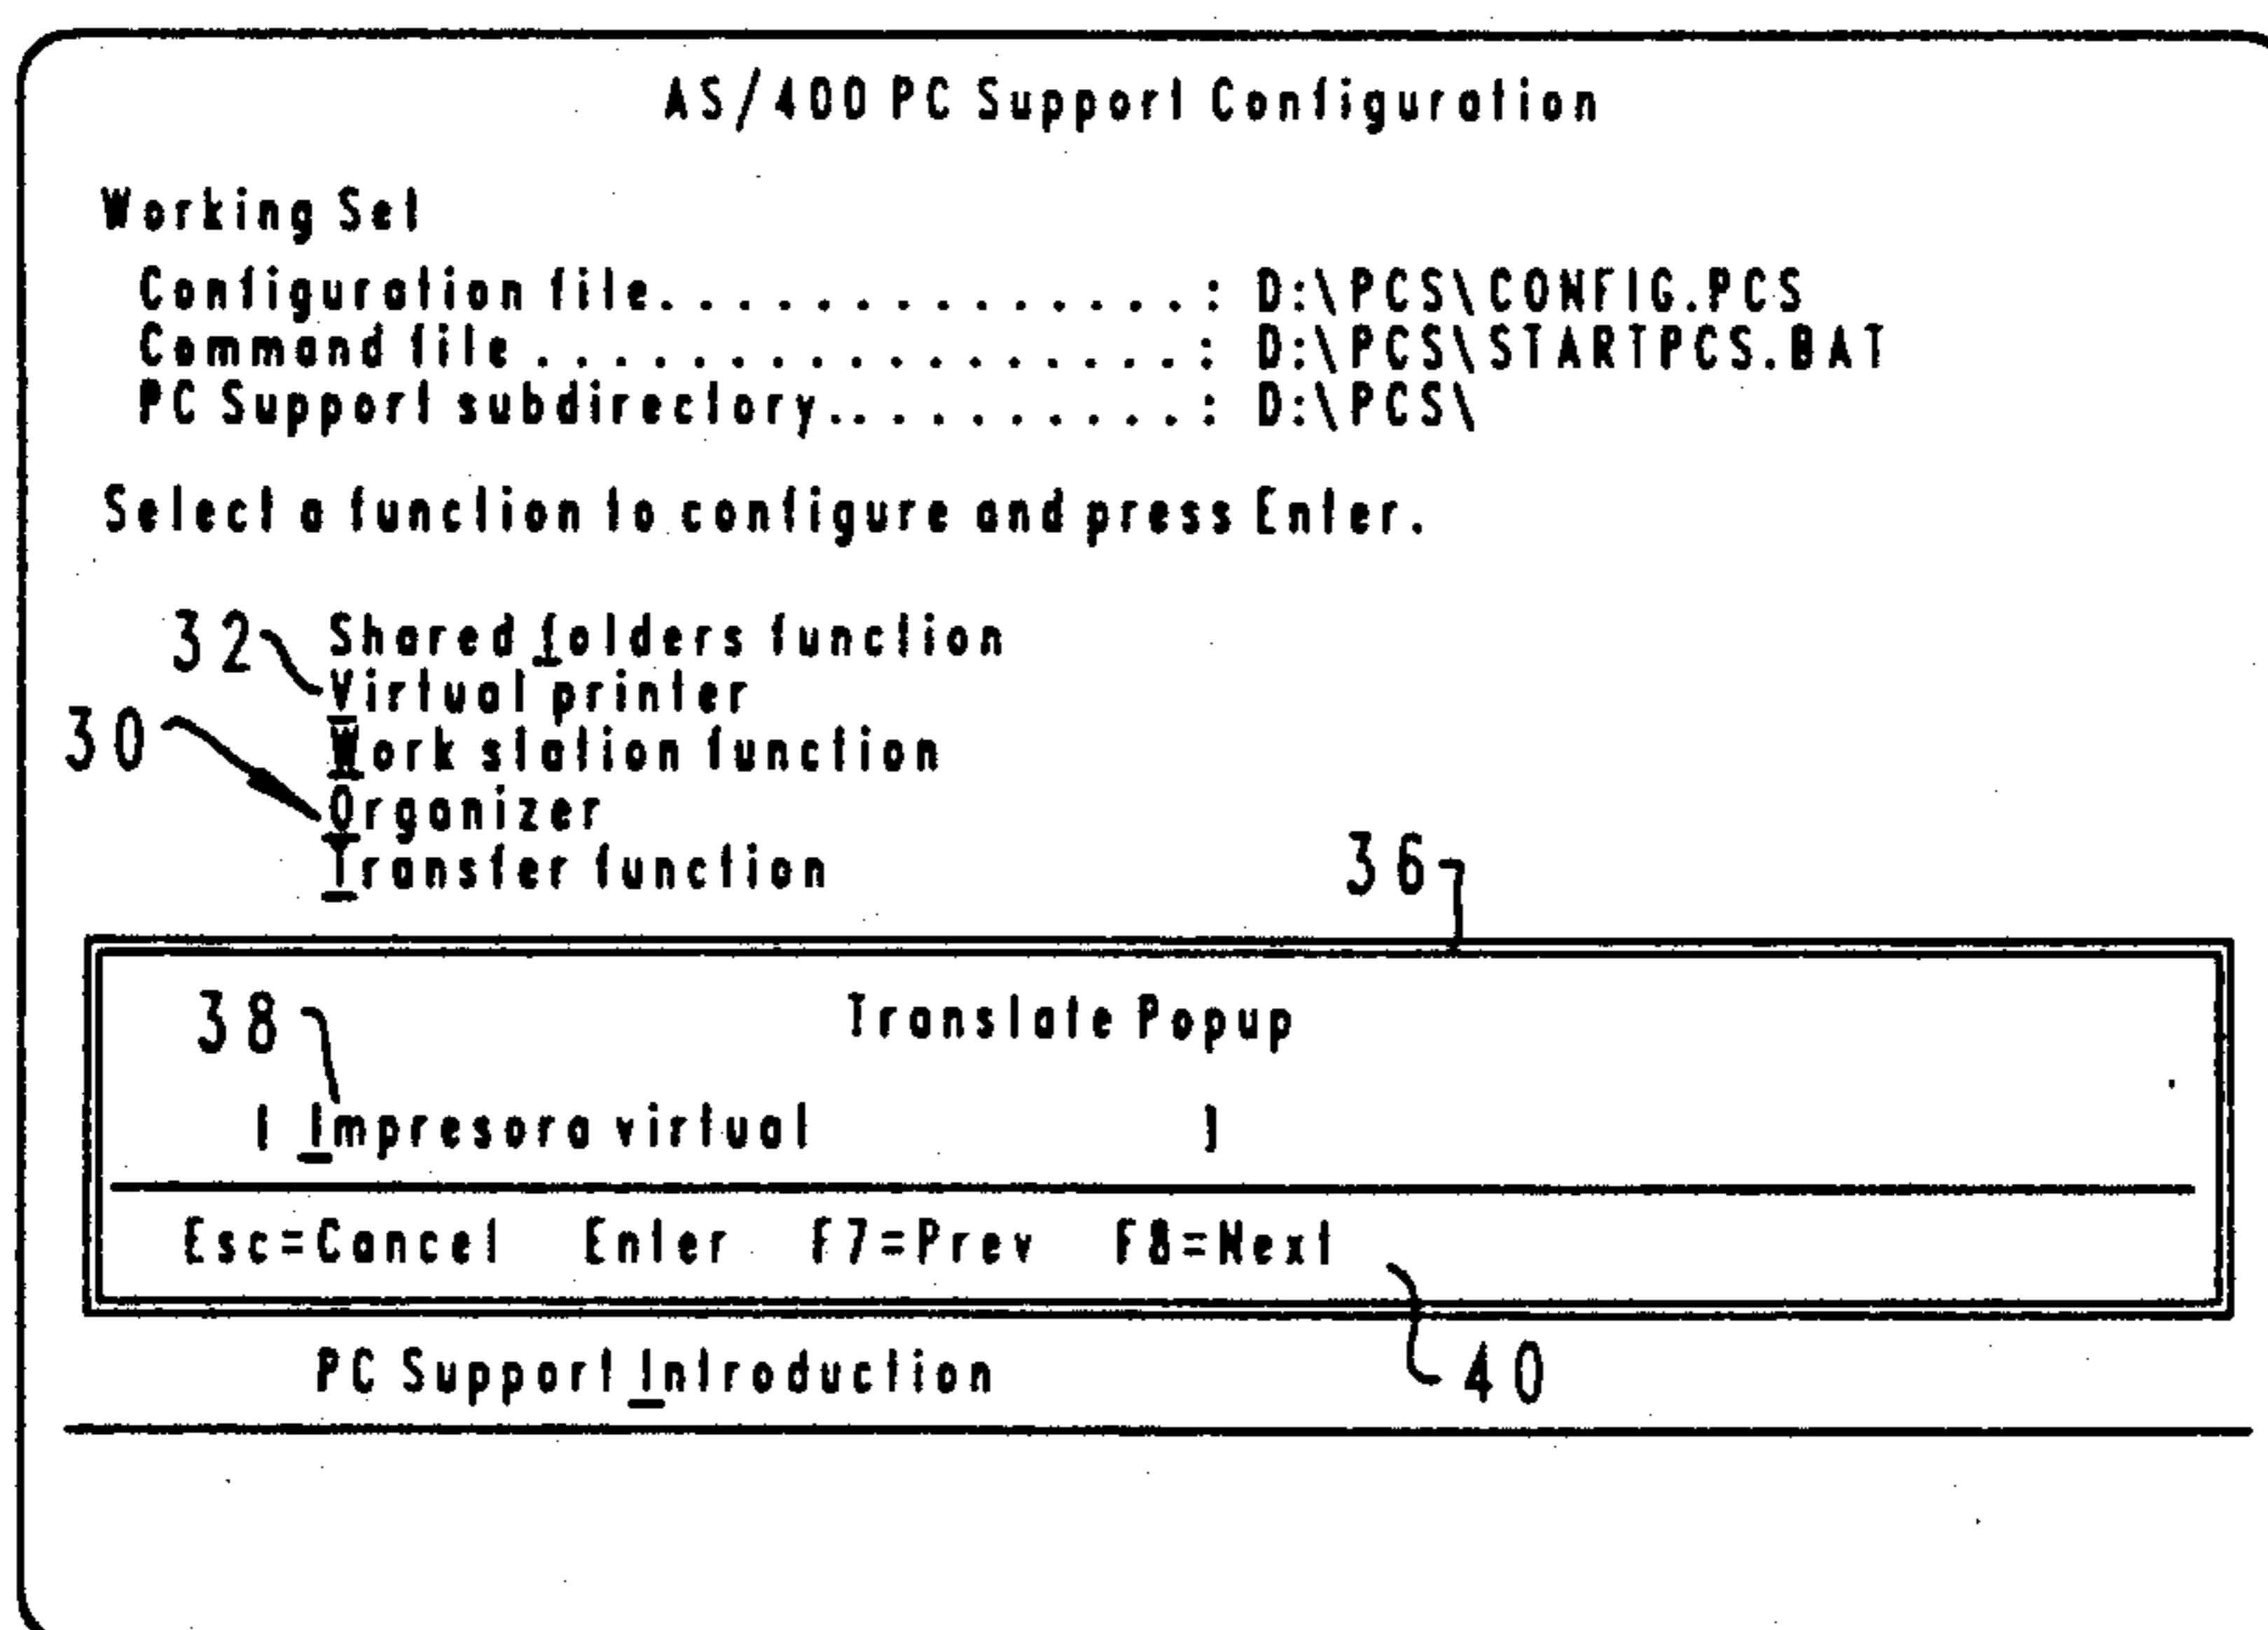 AS/400 PC Support Configuration
Working Set
Configuration file. . . . . . . . . . . . . . . : D:\PCS\CONFIG.PCS
Command file . . . . . . . . . . . . . . . . . . : D:\PCS\STARTPCS.BAT
PC Support subdirectory.. . . . . . . . . . : D:\PCS\
Select a function to configure and press Enter.
32 Shared folders function
Virtual printer
30 Work station function
Organizer
Transfer function
36
38 Translate Popup
[ Impresora virtual ]
Esc=Cancel Enter F7=Prev F8=Next
PC Support Introduction 40